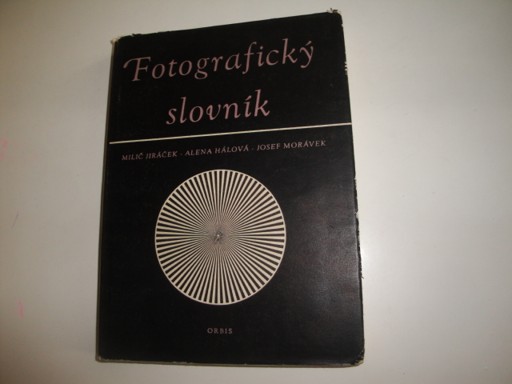 Fotografický
slovník
MILIČ JIRÁČEK · ALENA HÁLOVÁ · JOSEF MORÁVEK
ORBIS